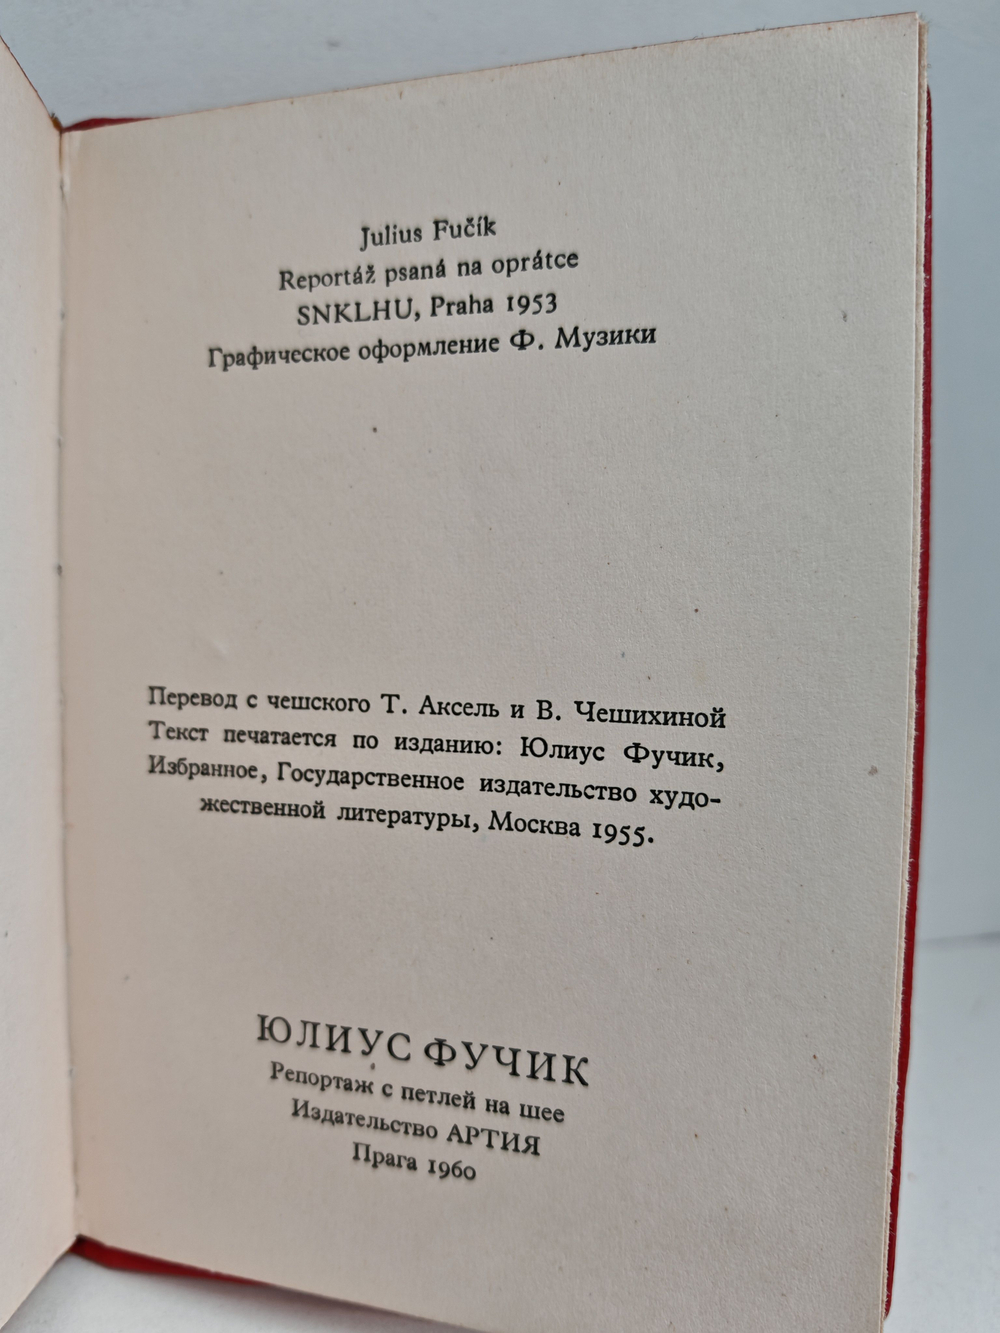 Julius Fučík
Reportáž psaná na oprátce
SNKLHU, Praha 1953
Графическое оформление Ф. Музики
Перевод с чешского Т. Аксель и В. Чешихиной
Текст печатается по изданию: Юлиус Фучик,
Избранное, Государственное издательство худо-
жественной литературы, Москва 1955.
ЮЛИУС ФУЧИК
Репортаж с петлей на шее
Издательство АРТИЯ
Прага 1960